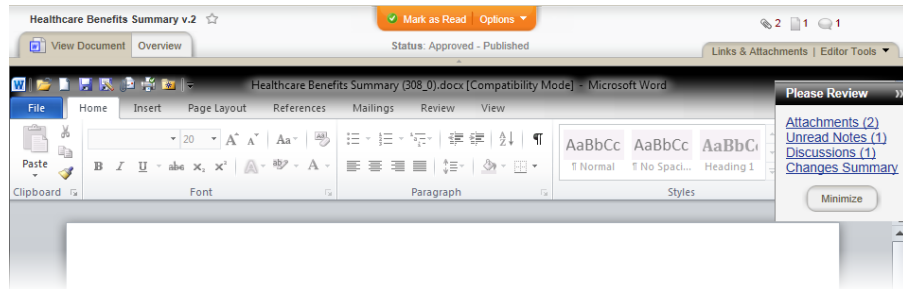 Healthcare Benefits Summary v.2
Mark as Read Options
2 1 1
View Document Overview
Status: Approved - Published
Links & Attachments | Editor Tools
Healthcare Benefits Summary (308_0).docx [Compatibility Mode] - Microsoft Word
Please Review »
File Home Insert Page Layout References Mailings Review View
Attachments (2)
Unread Notes (1)
Discussions (1)
Changes Summary
Minimize
20 A A Aa
AaBbCc AaBbCc AaBbC
Paste
B I U abc X₂ X² A aby A
¶ Normal ¶ No Spaci... Heading 1
Clipboard Font Paragraph Styles